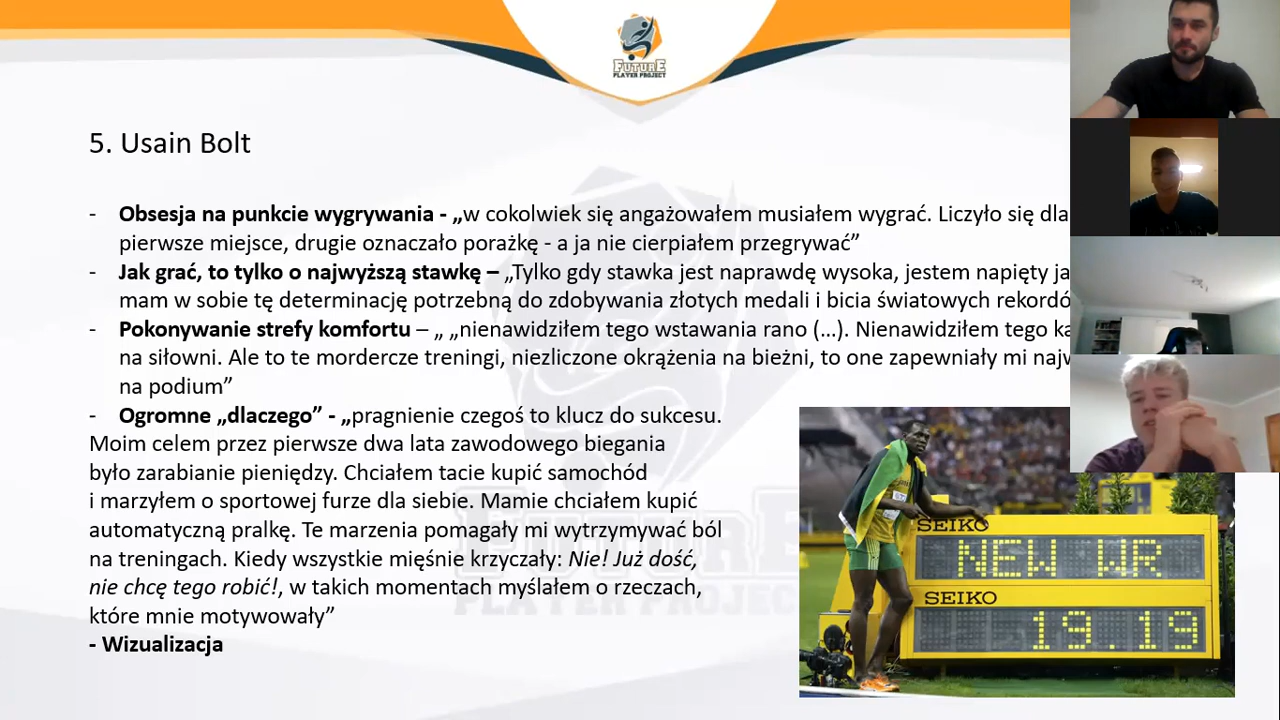 FUTURE
PLAYER PROJECT
5. Usain Bolt
- Obsesja na punkcie wygrywania - „w cokolwiek się angażowałem musiałem wygrać. Liczyło się dla
pierwsze miejsce, drugie oznaczało porażkę - a ja nie cierpiałem przegrywać”
- Jak grać, to tylko o najwyższą stawkę – „Tylko gdy stawka jest naprawdę wysoka, jestem napięty
mam w sobie tę determinację potrzebną do zdobywania złotych medali i bicia światowych
- Pokonywanie strefy komfortu – „ „nienawidziłem tego wstawania rano (...). Nienawidziłem tego
na siłowni. Ale to te mordercze treningi, niezliczone okrążenia na bieżni, to one zapewniały mi
na podium”
- Ogromne „dlaczego” - „pragnienie czegoś to klucz do sukcesu.
Moim celem przez pierwsze dwa lata zawodowego biegania
było zarabianie pieniędzy. Chciałem tacie kupić samochód
i marzyłem o sportowej furze dla siebie. Mamie chciałem kupić
automatyczną pralkę. Te marzenia pomagały mi wytrzymywać ból
na treningach. Kiedy wszystkie mięśnie krzyczały: Nie! Już dość,
nie chcę tego robić!, w takich momentach myślałem o rzeczach,
które mnie motywowały”
- Wizualizacja
SEIKO
NEW WR
SEIKO
19.19
FUTURE
PLAYER PROJECT